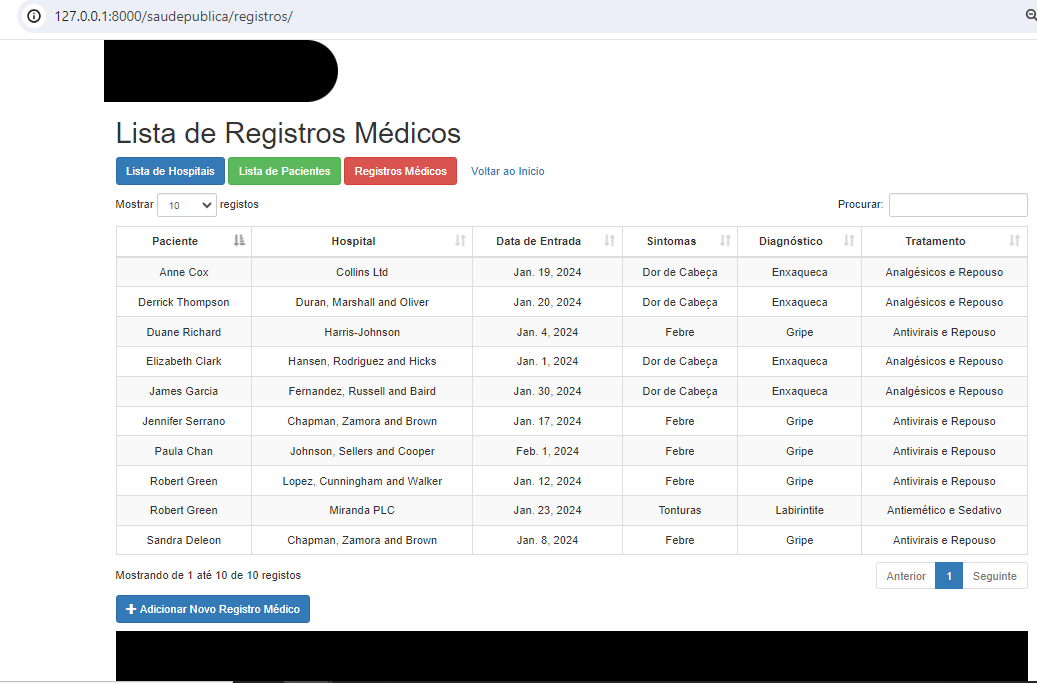 127.0.0.1:8000/saudepublica/registros/
Lista de Registros Médicos
Lista de Hospitais Lista de Pacientes Registros Médicos Voltar ao Inicio
Mostrar 10 registos Procurar:
Paciente Hospital Data de Entrada Sintomas Diagnóstico Tratamento
Anne Cox Collins Ltd Jan. 19, 2024 Dor de Cabeça Enxaqueca Analgésicos e Repouso
Derrick Thompson Duran, Marshall and Oliver Jan. 20, 2024 Dor de Cabeça Enxaqueca Analgésicos e Repouso
Duane Richard Harris-Johnson Jan. 4, 2024 Febre Gripe Antivirais e Repouso
Elizabeth Clark Hansen, Rodriguez and Hicks Jan. 1, 2024 Dor de Cabeça Enxaqueca Analgésicos e Repouso
James Garcia Fernandez, Russell and Baird Jan. 30, 2024 Dor de Cabeça Enxaqueca Analgésicos e Repouso
Jennifer Serrano Chapman, Zamora and Brown Jan. 17, 2024 Febre Gripe Antivirais e Repouso
Paula Chan Johnson, Sellers and Cooper Feb. 1, 2024 Febre Gripe Antivirais e Repouso
Robert Green Lopez, Cunningham and Walker Jan. 12, 2024 Febre Gripe Antivirais e Repouso
Robert Green Miranda PLC Jan. 23, 2024 Tonturas Labirintite Antiemético e Sedativo
Sandra Deleon Chapman, Zamora and Brown Jan. 8, 2024 Febre Gripe Antivirais e Repouso
Mostrando de 1 até 10 de 10 registos Anterior 1 Seguinte
Adicionar Novo Registro Médico